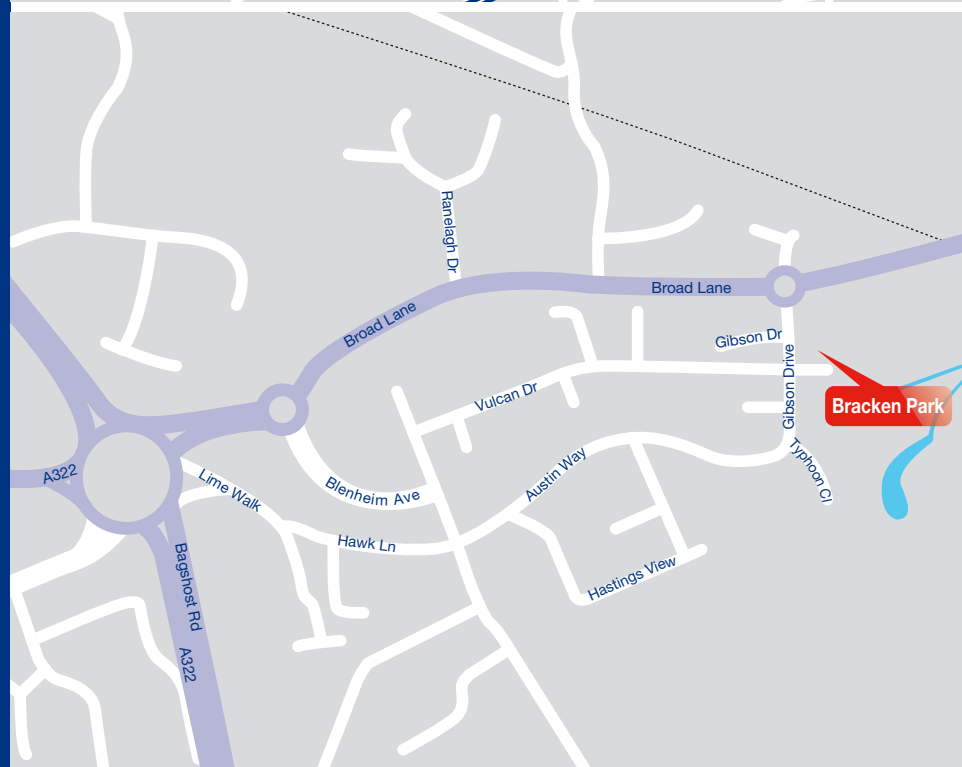 Ranelagh Dr
Broad Lane
Broad Lane
Gibson Dr
Gibson Drive
Bracken Park
Vulcan Dr
Typhoon Cl
Austin Way
A322
Lime Walk
Blenheim Ave
Hawk Ln
Hastings View
Bagshost Rd
A322